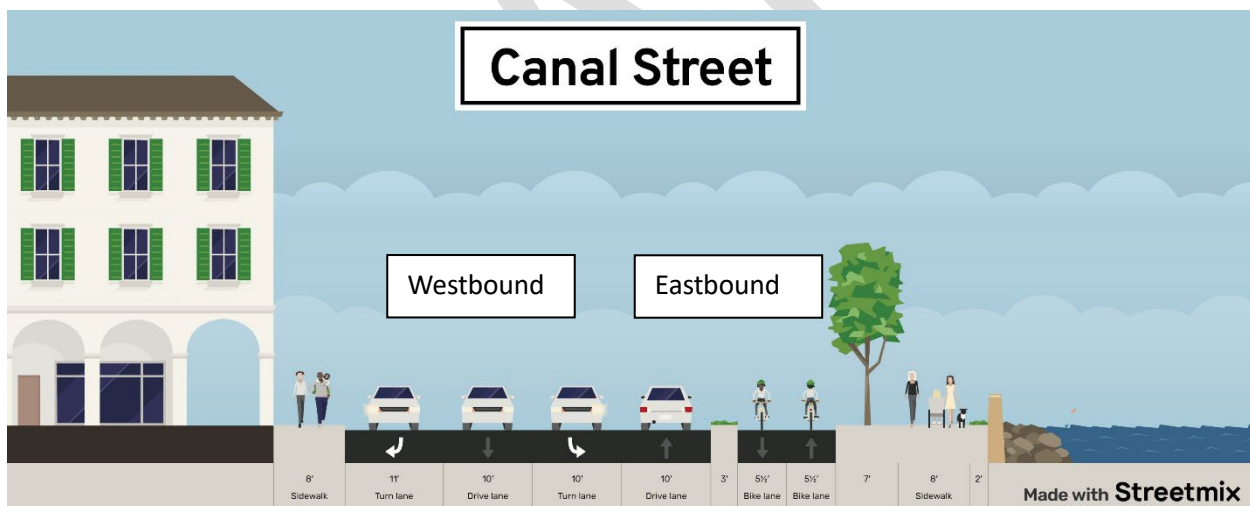 Canal Street
Westbound
Eastbound
8' 11' 10' 10' 10' 3' 5½' 5½' 7' 8' 2'
Sidewalk Turn lane Drive lane Turn lane Drive lane Bike lane Bike lane Sidewalk
Made with Streetmix